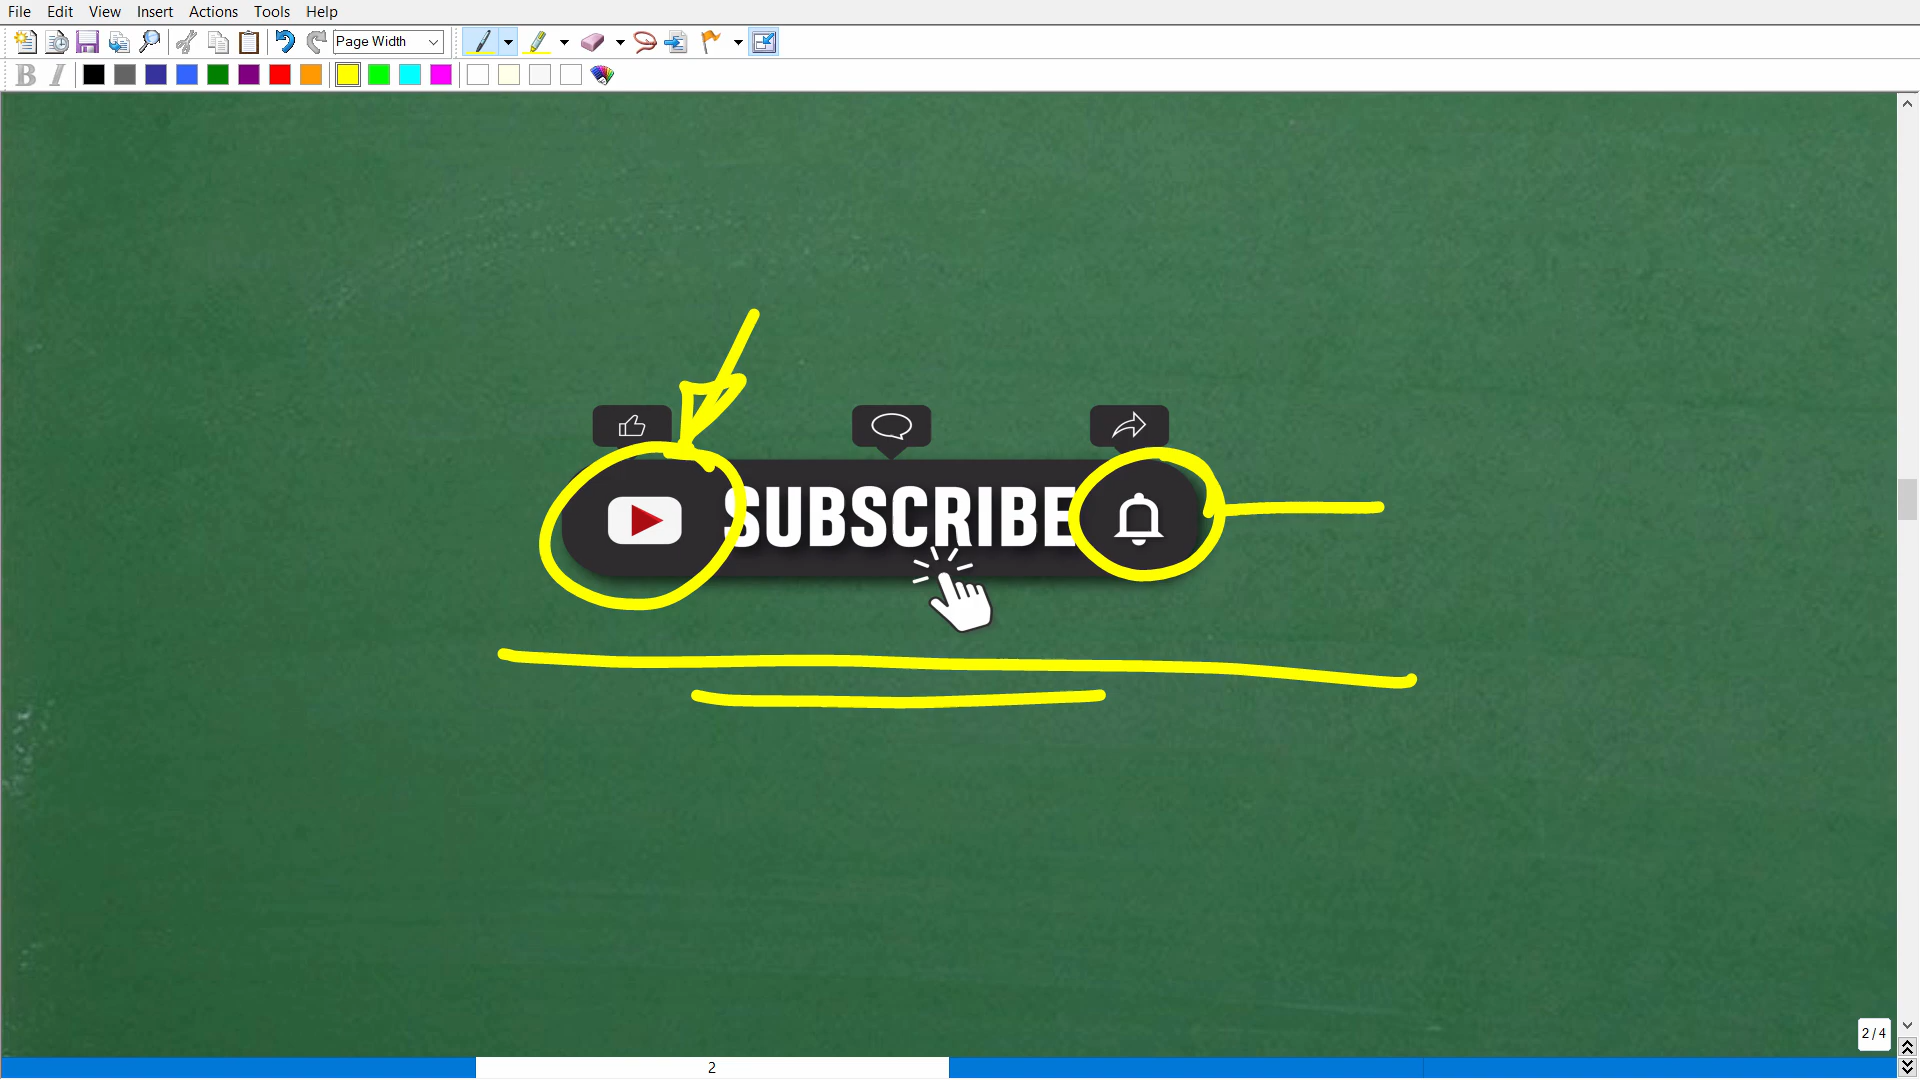 File Edit View Insert Actions Tools Help
Page Width
B I
SUBSCRIBE
2 / 4
2